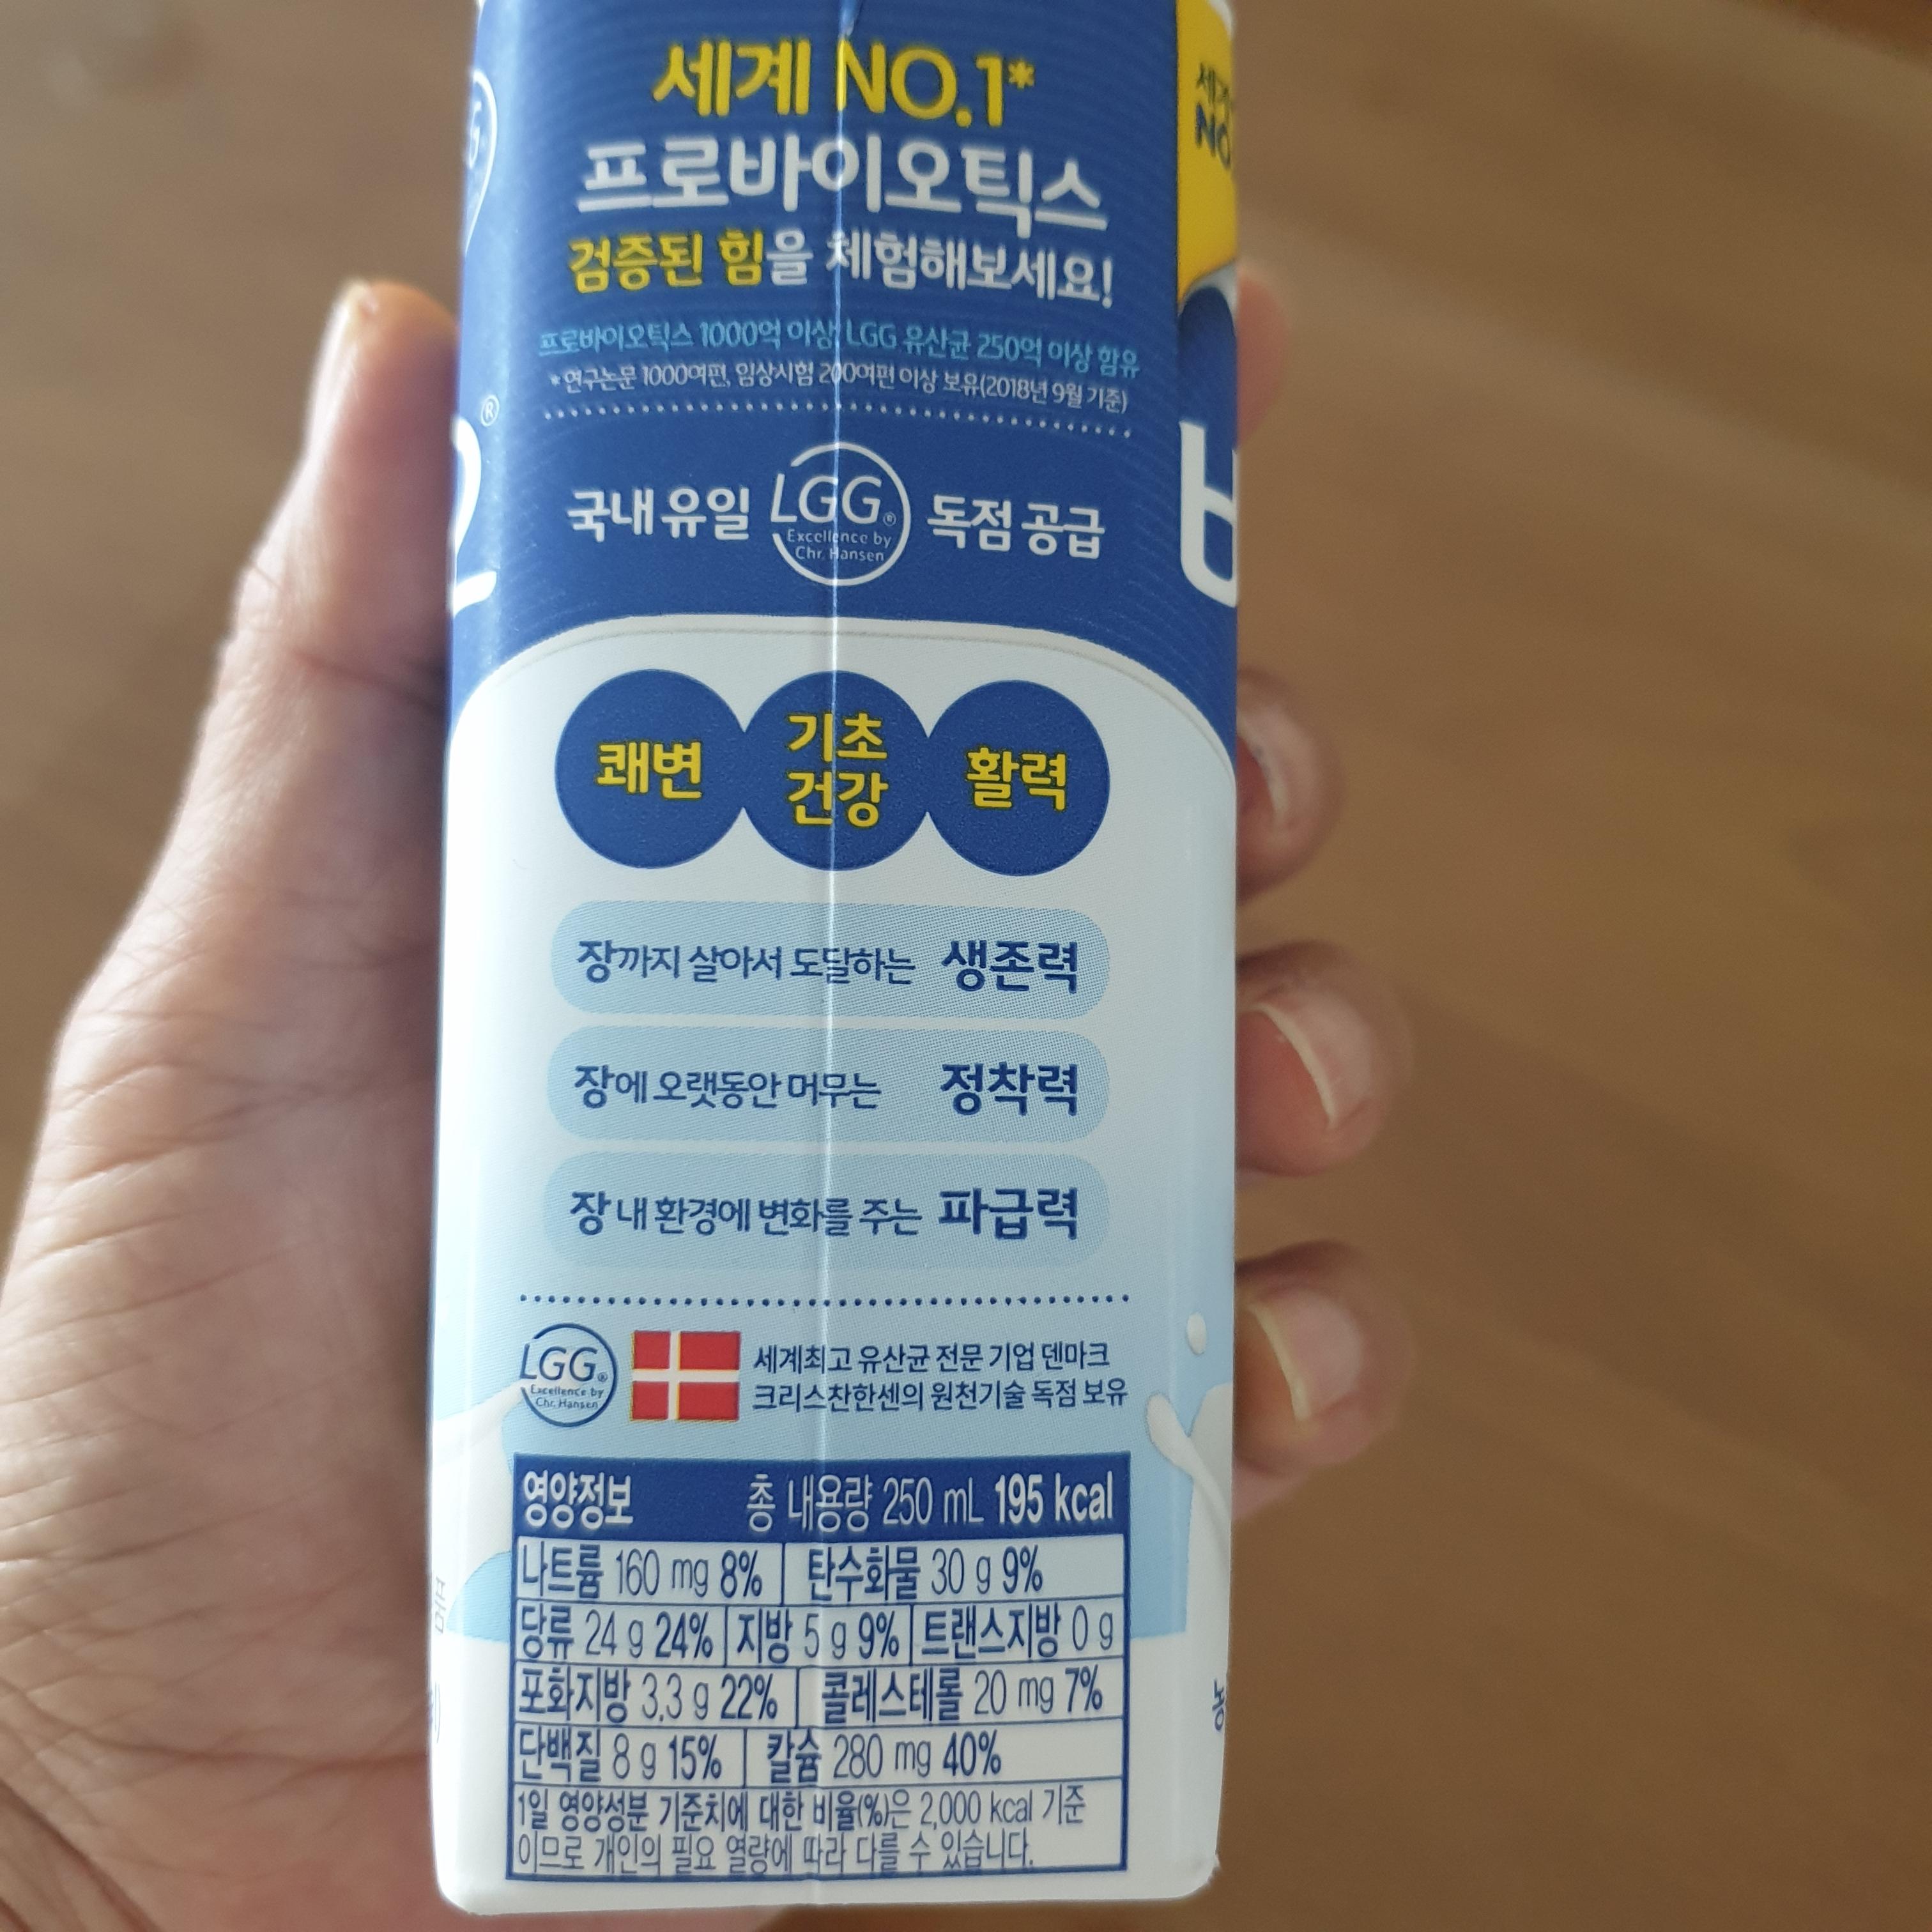 세계 NO.1*
프로바이오틱스
검증된 힘을 체험해보세요!
프로바이오틱스 1000억 이상! LGG 유산균 250억 이상 함유
*연구논문 1000여편, 임상시험 200여편 이상 보유(2018년 9월 기준)
국내 유일 LGG® 독점 공급
Excellence by
Chr. Hansen
쾌변
기초
건강
활력
장까지 살아서 도달하는 생존력
장에 오랫동안 머무는 정착력
장 내 환경에 변화를 주는 파급력
LGG®
Excellence by
Chr. Hansen
세계최고 유산균 전문 기업 덴마크
크리스찬한센의 원천기술 독점 보유
영양정보 총 내용량 250 mL 195 kcal
나트륨 160 mg 8% 탄수화물 30 g 9%
당류 24 g 24% 지방 5 g 9% 트랜스지방 0 g
포화지방 3.3 g 22% 콜레스테롤 20 mg 7%
단백질 8 g 15% 칼슘 280 mg 40%
1일 영양성분 기준치에 대한 비율(%)은 2,000 kcal 기준
이므로 개인의 필요 열량에 따라 다를 수 있습니다.
세계
NO